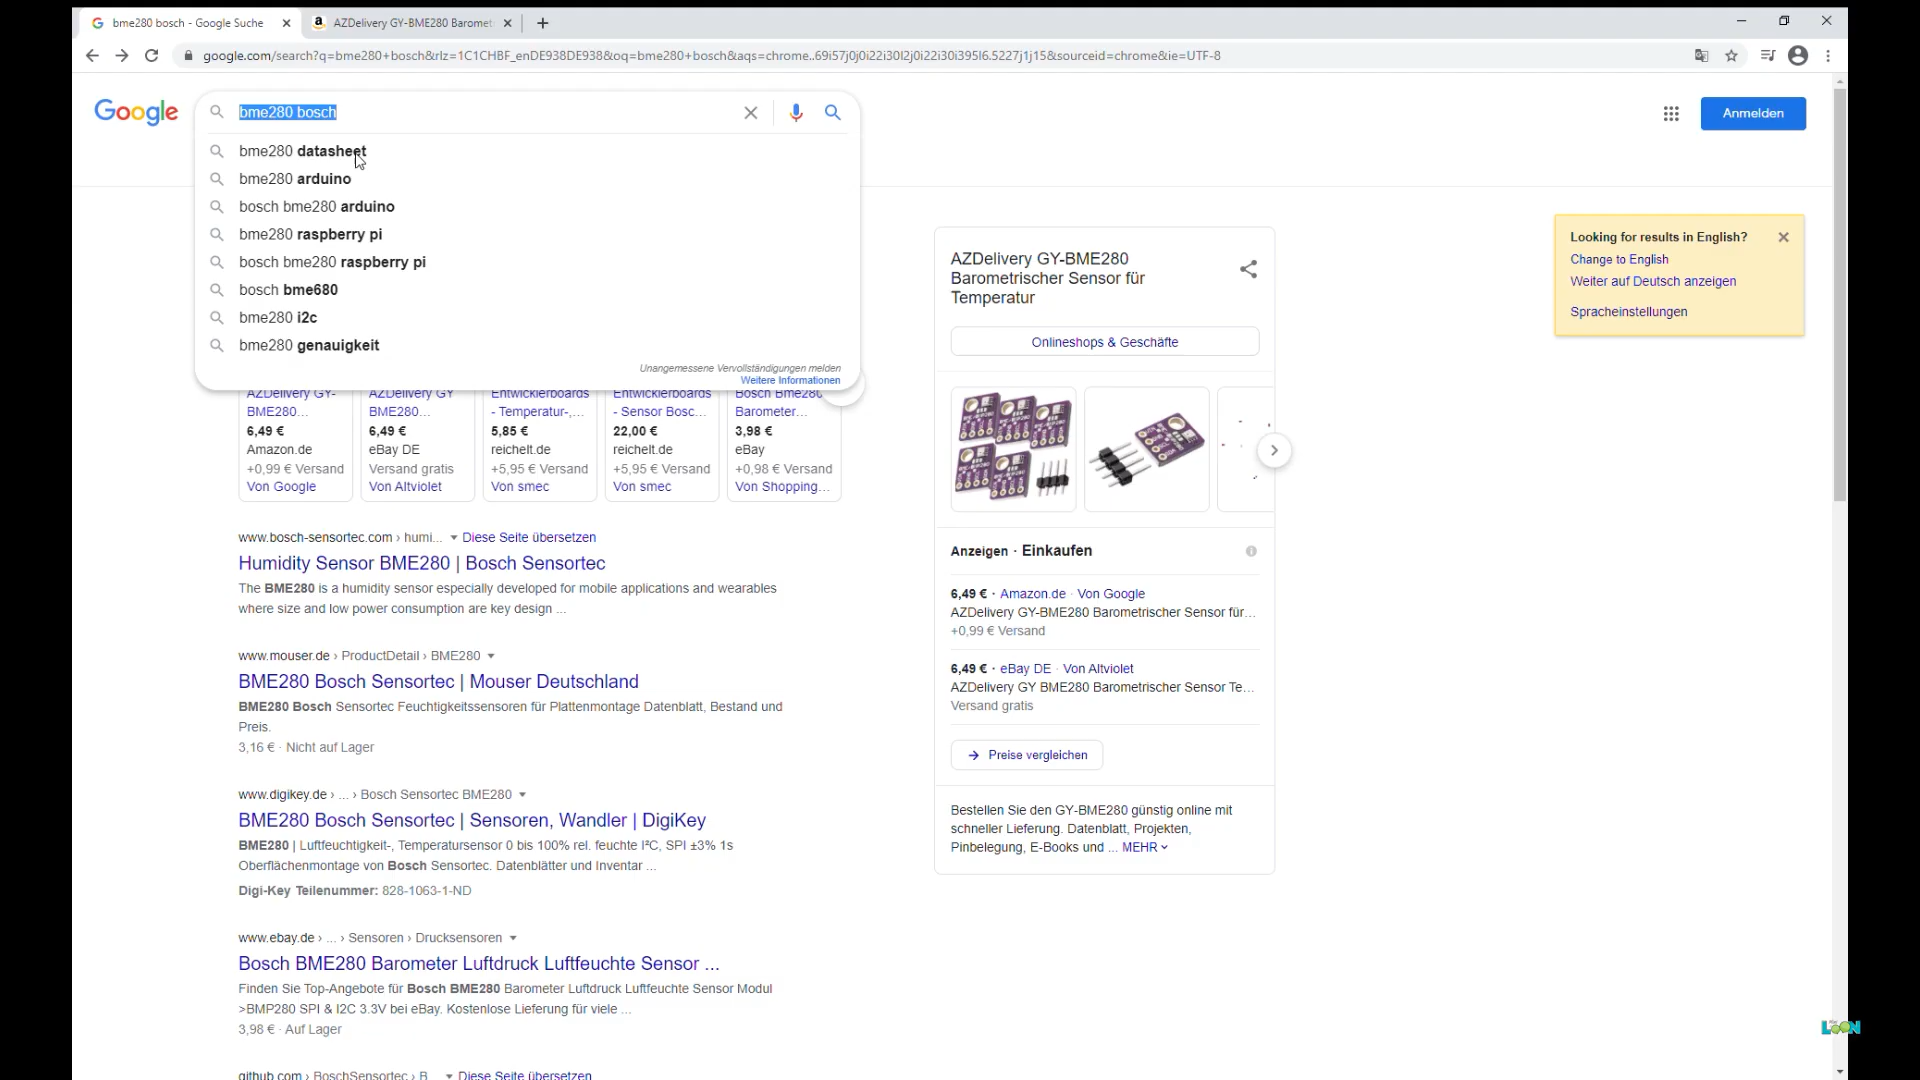 bme280 bosch - Google Suche
AZDelivery GY-BME280 Baromet
google.com/search?q=bme280+bosch&rlz=1C1CHBF_enDE938DE938&oq=bme280+bosch&aqs=chrome..69i57j0j0i22i30l2j0i22i30i395l6.5227j1j15&sourceid=chrome&ie=UTF-8
Google
bme280 bosch
Anmelden
bme280 datasheet
bme280 arduino
bosch bme280 arduino
bme280 raspberry pi
bosch bme280 raspberry pi
bosch bme680
bme280 i2c
bme280 genauigkeit
Unangemessene Vervollständigungen melden
Weitere Informationen
AZDelivery GY-
BME280...
6,49 €
Amazon.de
+0,99 € Versand
Von Google
AZDelivery GY
BME280...
6,49 €
eBay DE
Versand gratis
Von Altviolet
Entwicklerboards
- Temperatur-,...
5,85 €
reichelt.de
+5,95 € Versand
Von smec
Entwicklerboards
- Sensor Bosc...
22,00 €
reichelt.de
+5,95 € Versand
Von smec
Bosch Bme280
Barometer...
3,98 €
eBay
+0,98 € Versand
Von Shopping...
www.bosch-sensortec.com › humi... Diese Seite übersetzen
Humidity Sensor BME280 | Bosch Sensortec
The BME280 is a humidity sensor especially developed for mobile applications and wearables
where size and low power consumption are key design ...
www.mouser.de › ProductDetail › BME280
BME280 Bosch Sensortec | Mouser Deutschland
BME280 Bosch Sensortec Feuchtigkeitssensoren für Plattenmontage Datenblatt, Bestand und
Preis.
3,16 € · Nicht auf Lager
www.digikey.de › ... › Bosch Sensortec BME280
BME280 Bosch Sensortec | Sensoren, Wandler | DigiKey
BME280 | Luftfeuchtigkeit-, Temperatursensor 0 bis 100% rel. feuchte I²C, SPI ±3% 1s
Oberflächenmontage von Bosch Sensortec. Datenblätter und Inventar ...
Digi-Key Teilenummer: 828-1063-1-ND
www.ebay.de › ... › Sensoren › Drucksensoren
Bosch BME280 Barometer Luftdruck Luftfeuchte Sensor ...
Finden Sie Top-Angebote für Bosch BME280 Barometer Luftdruck Luftfeuchte Sensor Modul
>BMP280 SPI & I2C 3.3V bei eBay. Kostenlose Lieferung für viele ...
3,98 € · Auf Lager
github.com › BoschSensortec › B... Diese Seite übersetzen
AZDelivery GY-BME280
Barometrischer Sensor für
Temperatur
Onlineshops & Geschäfte
Anzeigen · Einkaufen
6,49 € · Amazon.de · Von Google
AZDelivery GY-BME280 Barometrischer Sensor für...
+0,99 € Versand
6,49 € · eBay DE · Von Altviolet
AZDelivery GY BME280 Barometrischer Sensor Te...
Versand gratis
Preise vergleichen
Bestellen Sie den GY-BME280 günstig online mit
schneller Lieferung. Datenblatt, Projekten,
Pinbelegung, E-Books und ... MEHR
Looking for results in English?
Change to English
Weiter auf Deutsch anzeigen
Spracheinstellungen